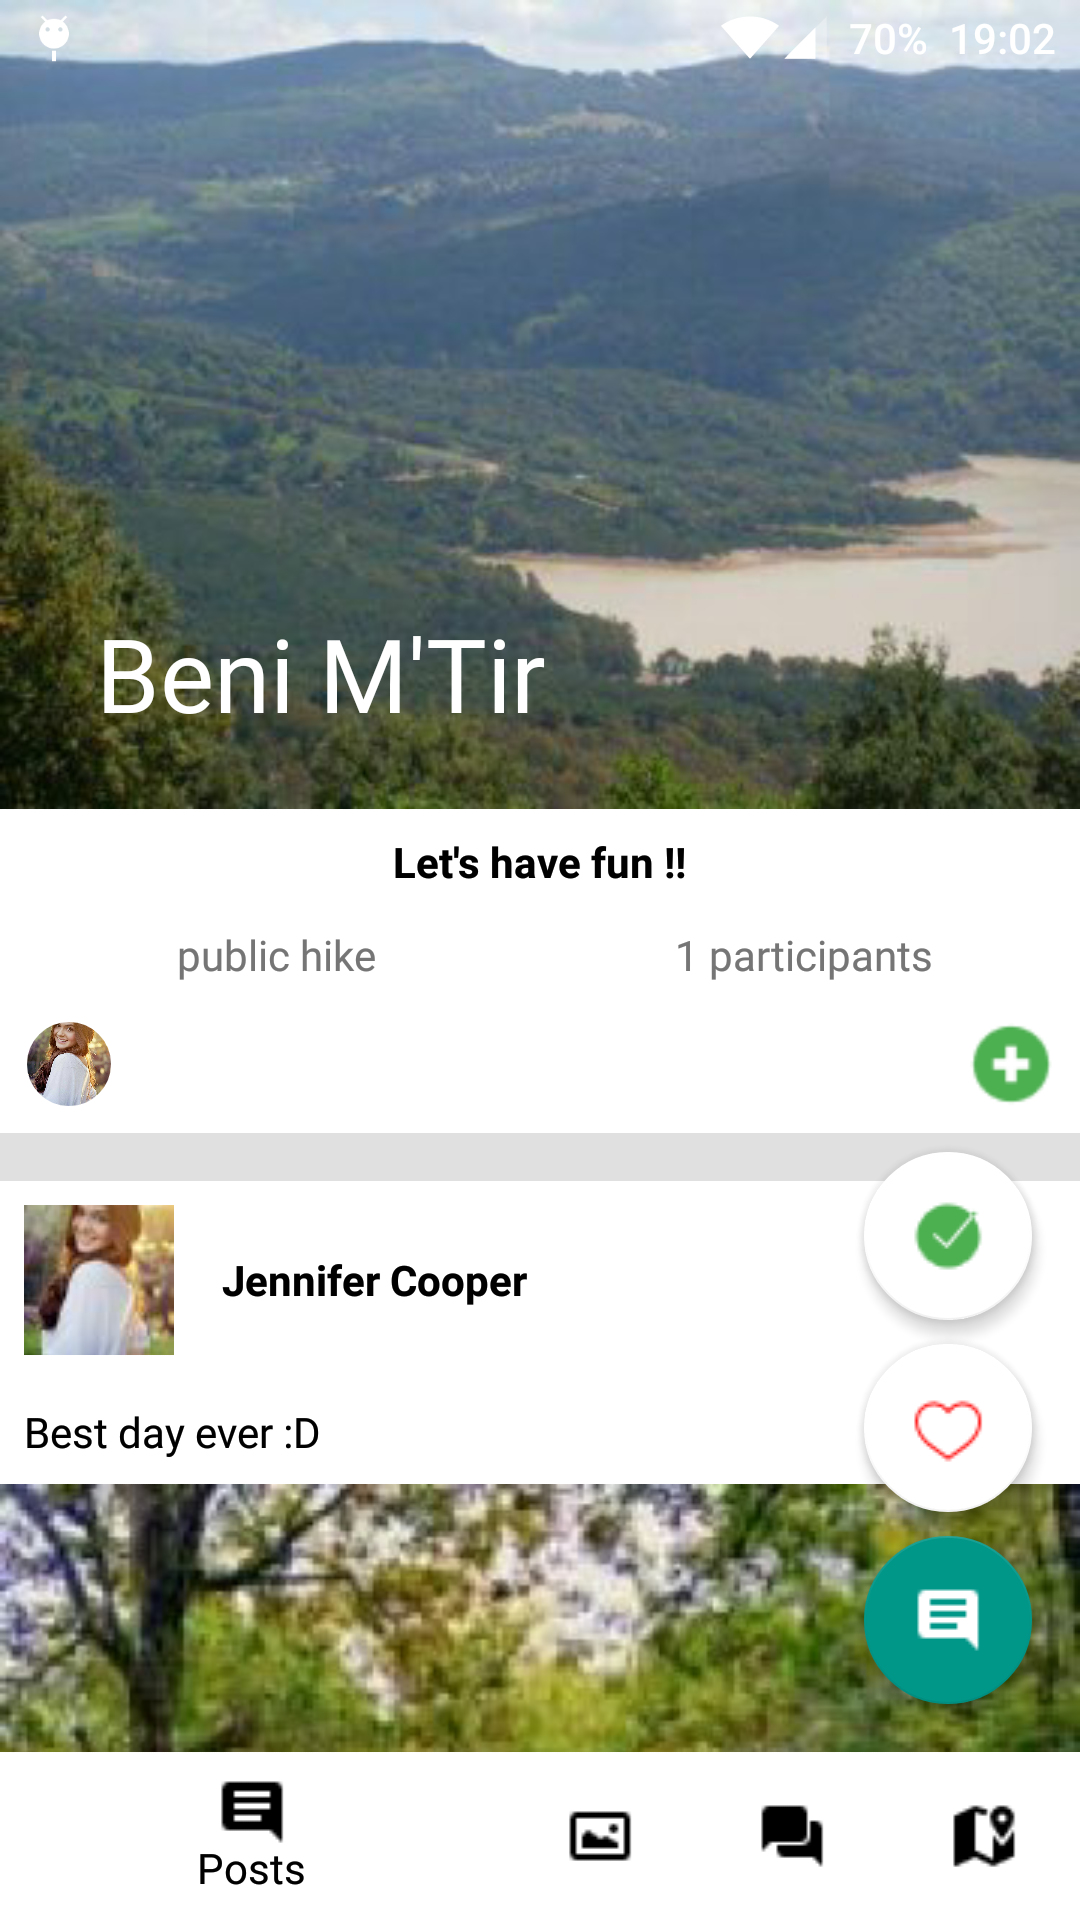 70% 19:02
Beni M'Tir
Let's have fun !!
public hike
1 participants
Jennifer Cooper
Best day ever :D
Posts